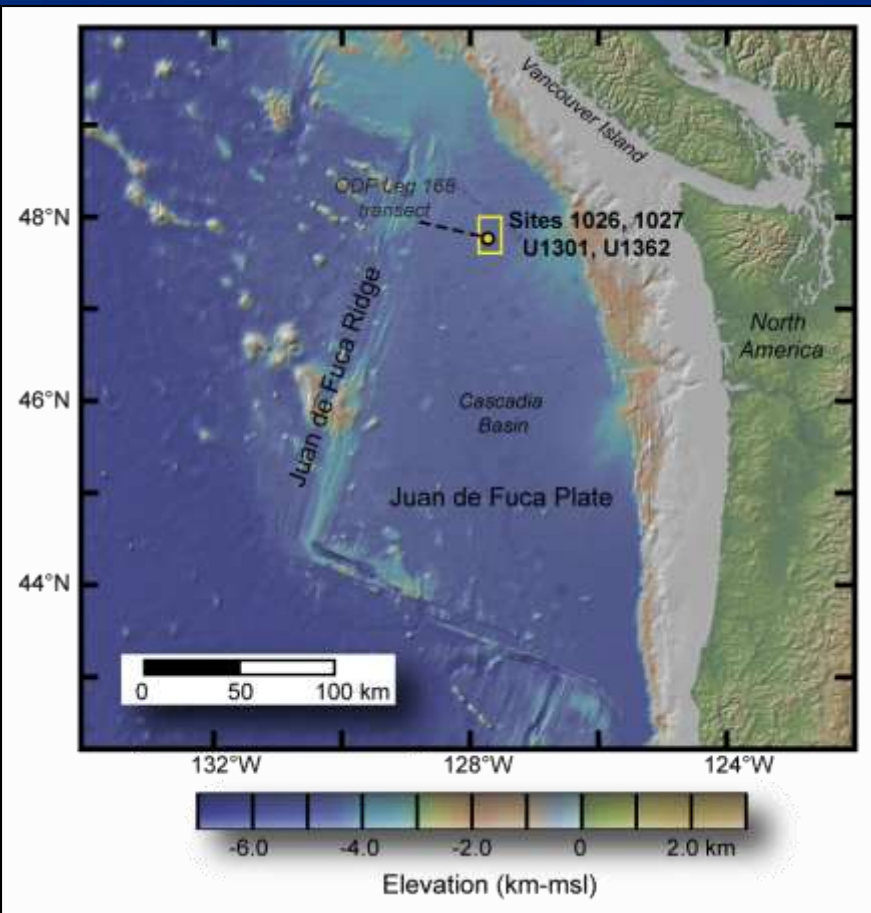 Vancouver Island
ODP Leg 168
transect
48°N
Sites 1026, 1027
U1301, U1362
Juan de Fuca Ridge
North
America
46°N
Cascadia
Basin
Juan de Fuca Plate
44°N
0 50 100 km
132°W 128°W 124°W
-6.0 -4.0 -2.0 0 2.0 km
Elevation (km-msl)